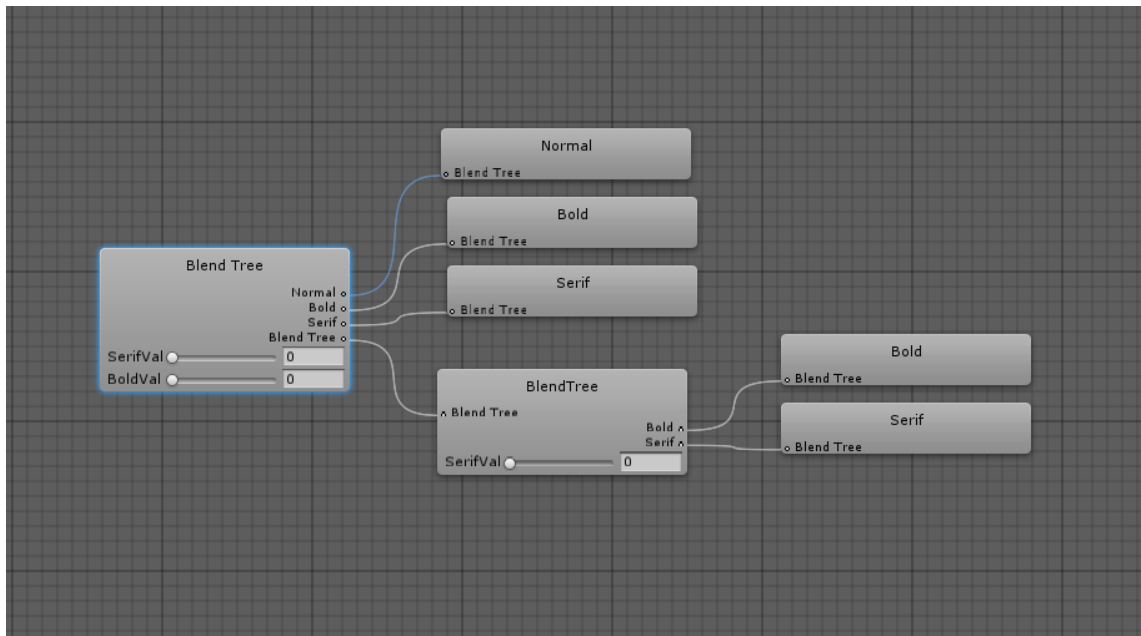 Blend Tree
Normal
Bold
Serif
Blend Tree
SerifVal 0
BoldVal 0
Normal
Blend Tree
Bold
Blend Tree
Serif
Blend Tree
BlendTree
Blend Tree
Bold
Serif
SerifVal 0
Bold
Blend Tree
Serif
Blend Tree